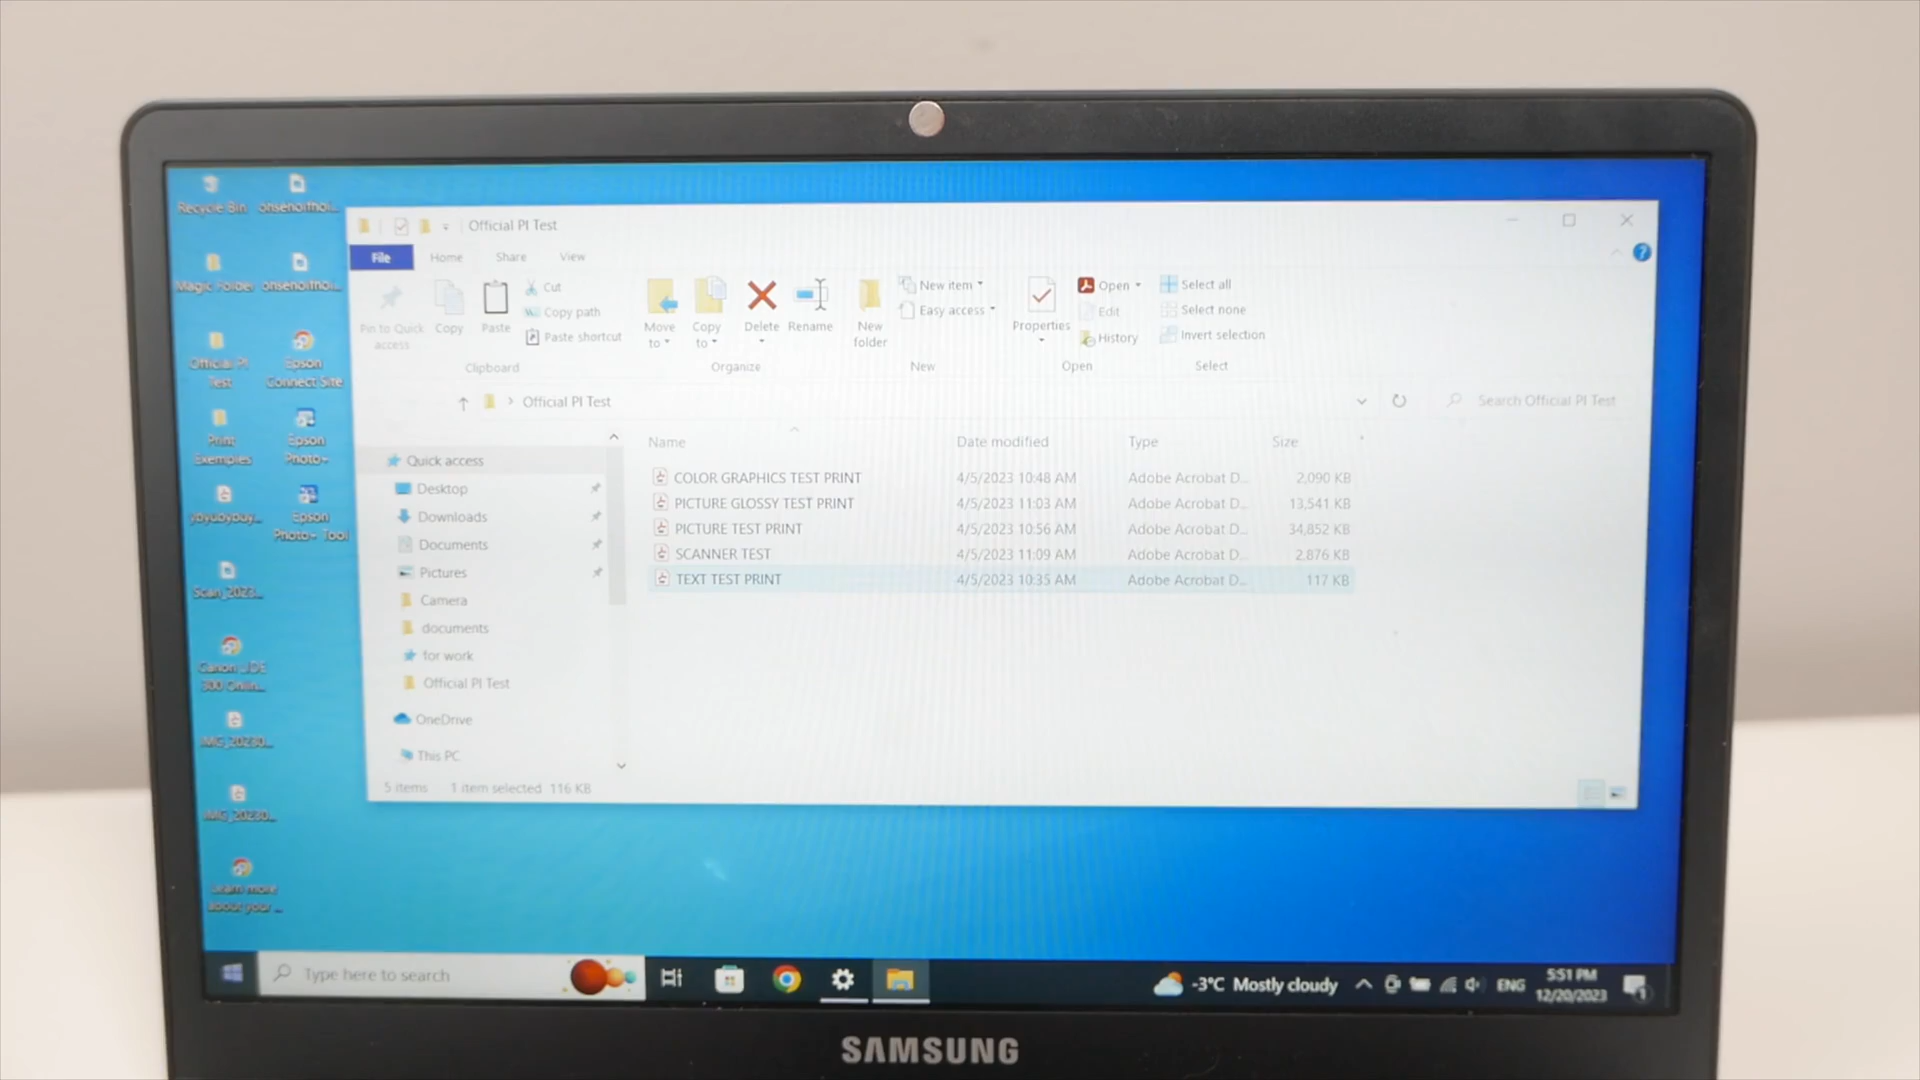 Recycle Bin
Magic Folder
Official PI
Test
Epson
Connect Site
Print
Exemples
Epson
Photo+
Epson
Photo+ Tool
Scan_2023...
Canon
IMG_20230...
IMG_20230...
Learn more
about your ...
Official PI Test
File Home Share View
Pin to Quick
access
Copy
Paste
Cut
Copy path
Paste shortcut
Clipboard
Move
to
Copy
to
Delete
Rename
Organize
New
folder
New item
Easy access
New
Properties
Open
Edit
History
Open
Select all
Select none
Invert selection
Select
Official PI Test
Search Official PI Test
Quick access
Desktop
Downloads
Documents
Pictures
Camera
documents
for work
Official PI Test
OneDrive
This PC
Name Date modified Type Size
COLOR GRAPHICS TEST PRINT 4/5/2023 10:48 AM Adobe Acrobat D... 2,090 KB
PICTURE GLOSSY TEST PRINT 4/5/2023 11:03 AM Adobe Acrobat D... 13,541 KB
PICTURE TEST PRINT 4/5/2023 10:56 AM Adobe Acrobat D... 34,852 KB
SCANNER TEST 4/5/2023 11:09 AM Adobe Acrobat D... 2,876 KB
TEXT TEST PRINT 4/5/2023 10:35 AM Adobe Acrobat D... 117 KB
5 items 1 item selected 116 KB
Type here to search
-3°C Mostly cloudy
ENG
5:51 PM
12/20/2023
1
SAMSUNG